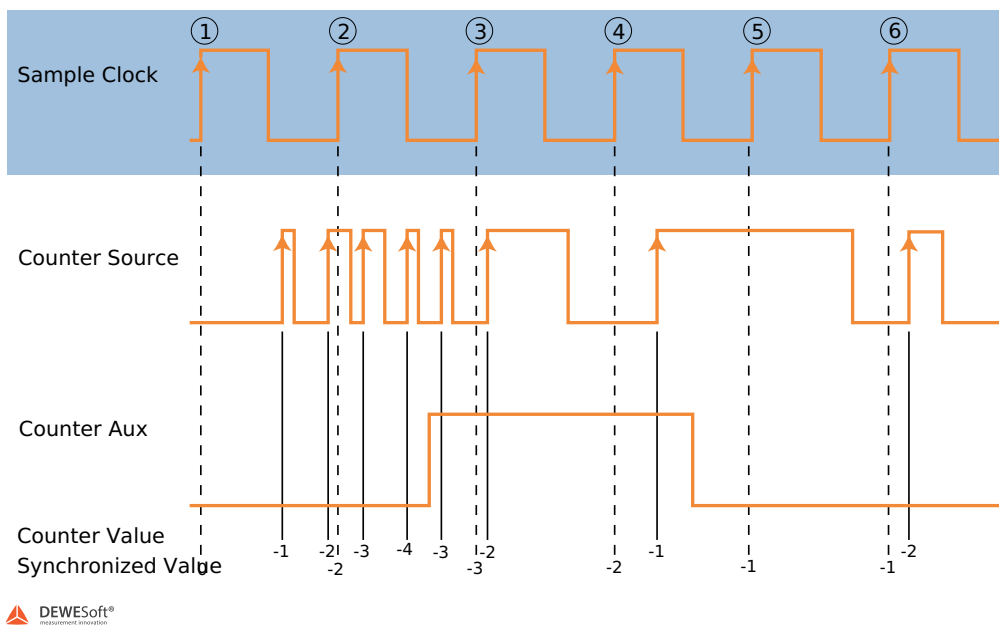 1 2 3 4 5 6
Sample Clock
Counter Source
Counter Aux
Counter Value -1 -2 -3 -4 -3 -2 -1 -2
Synchronized Value 0 -2 -3 -2 -1 -1
DEWESoft®
measurement innovation